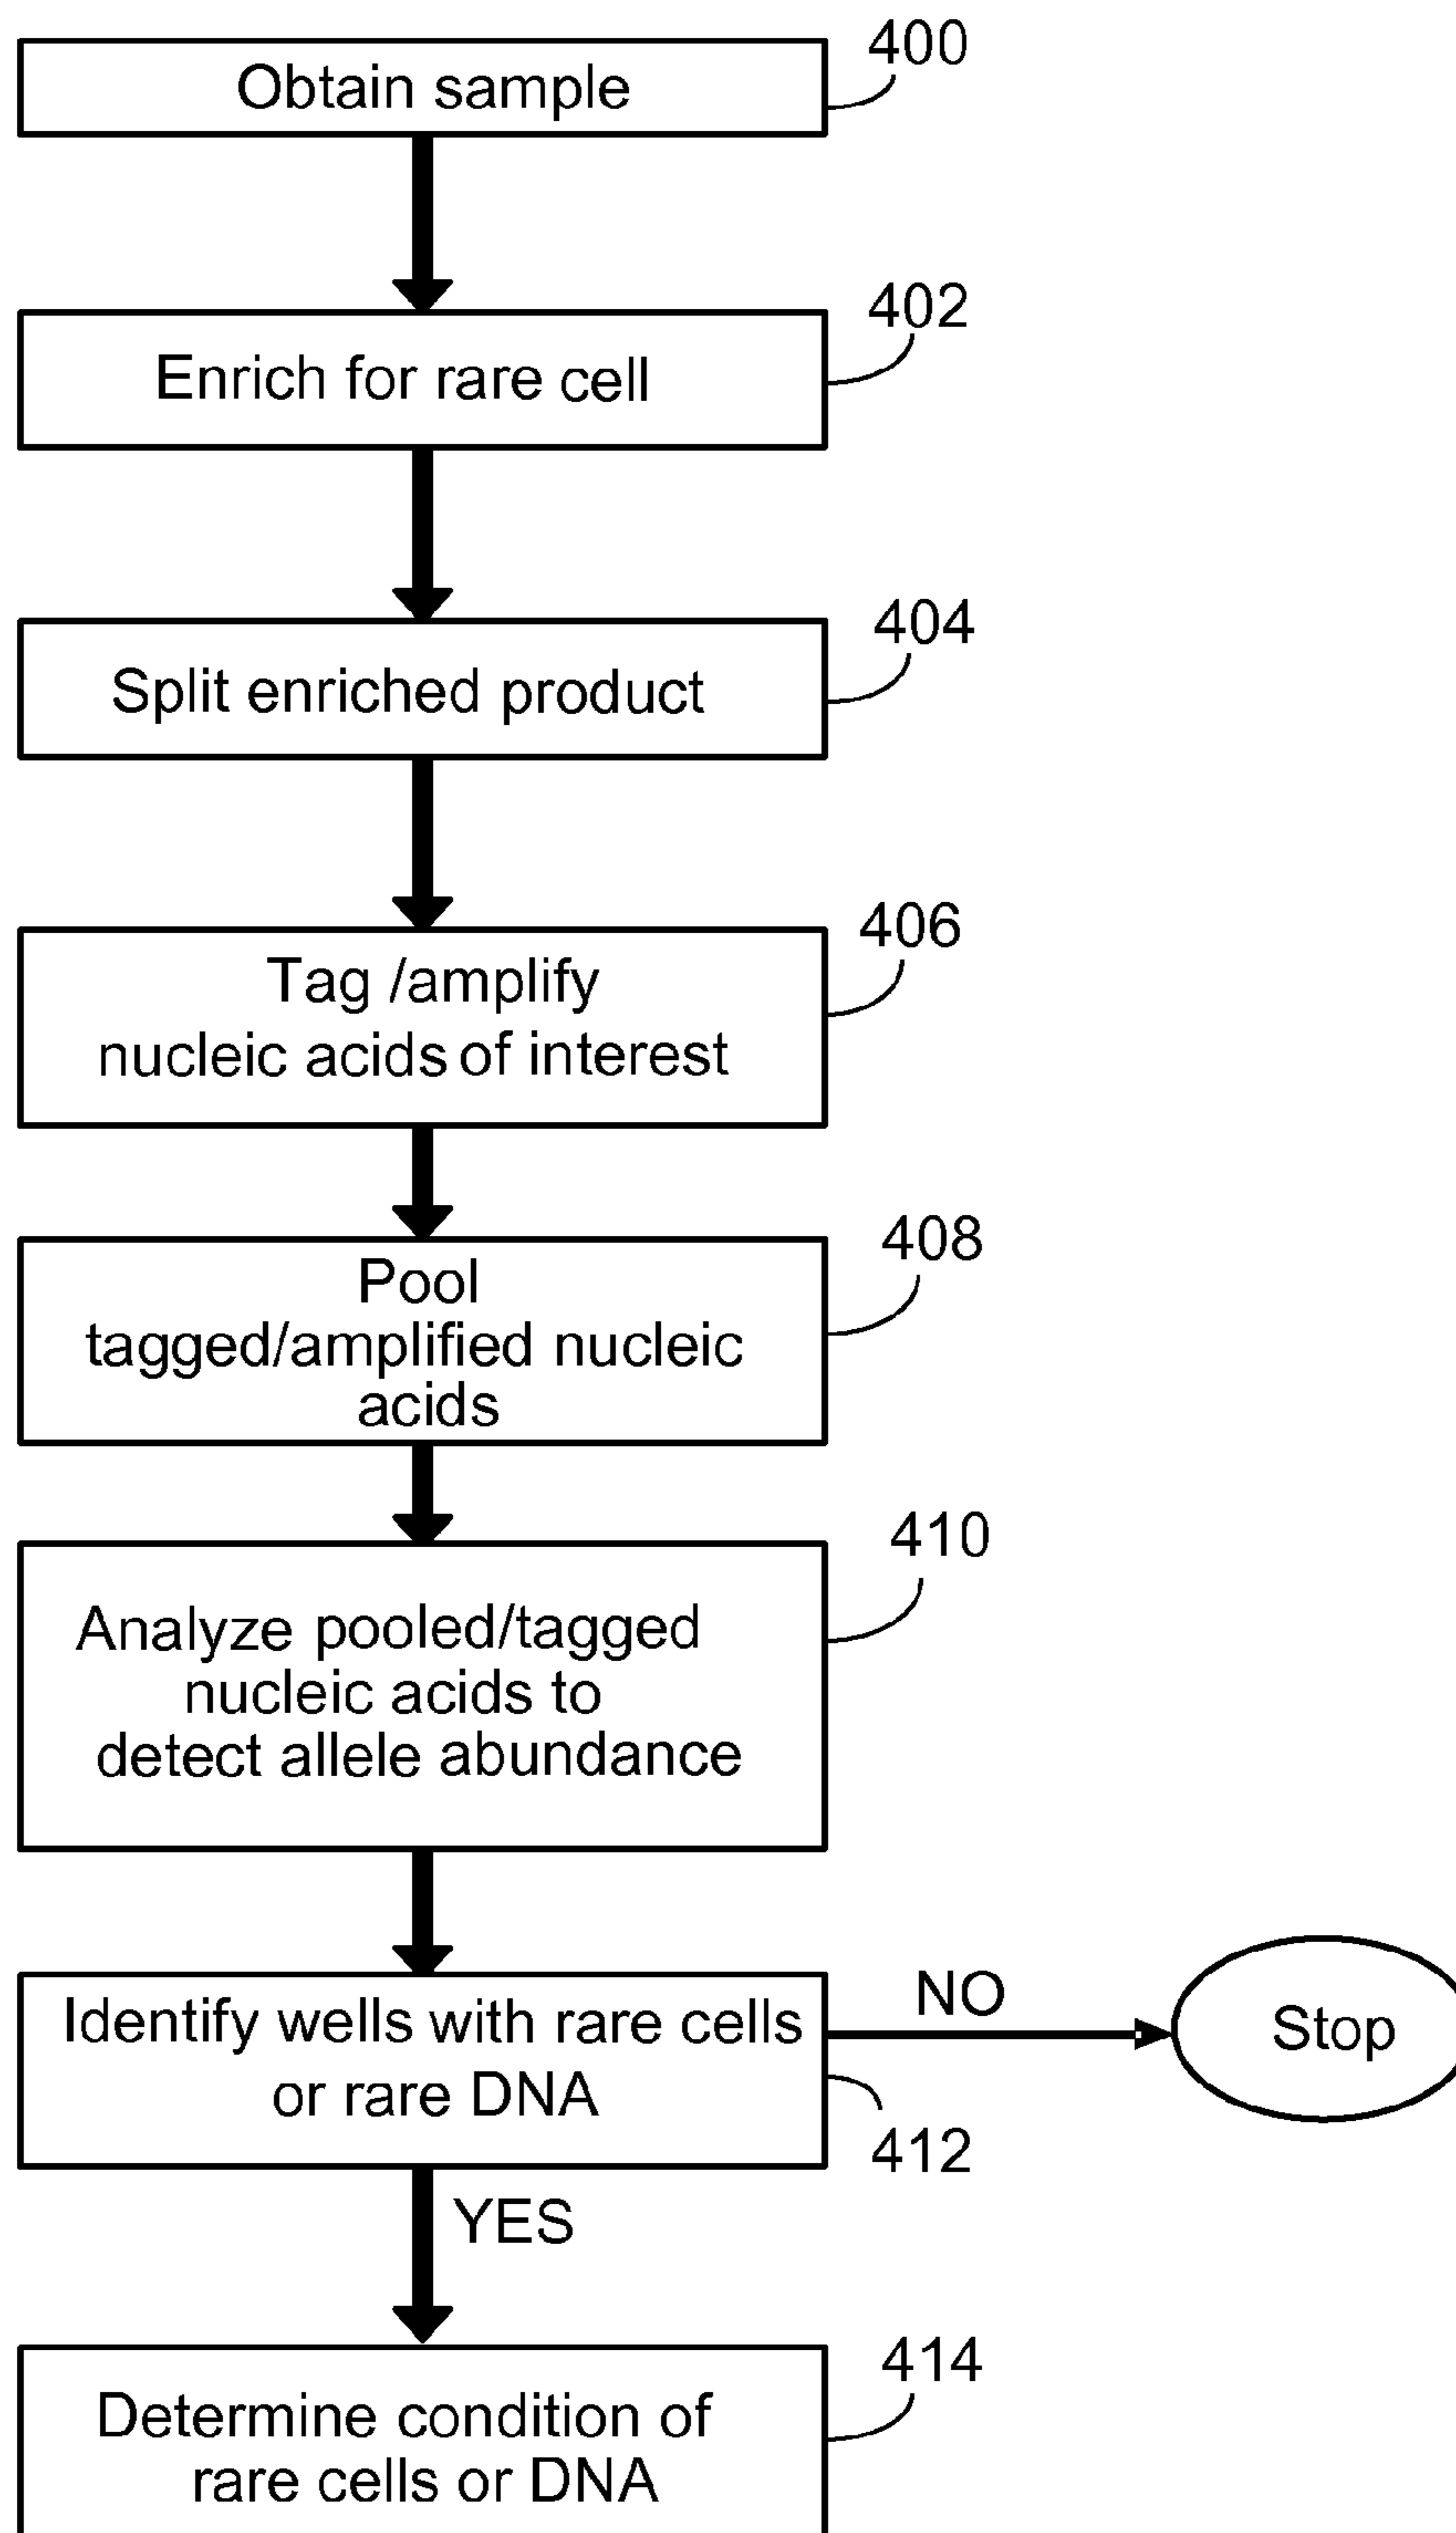 Obtain sample
400
Enrich for rare cell
402
Split enriched product
404
Tag /amplify
nucleic acids of interest
406
Pool
tagged/amplified nucleic
acids
408
Analyze pooled/tagged
nucleic acids to
detect allele abundance
410
Identify wells with rare cells
or rare DNA
412
NO
Stop
YES
Determine condition of
rare cells or DNA
414